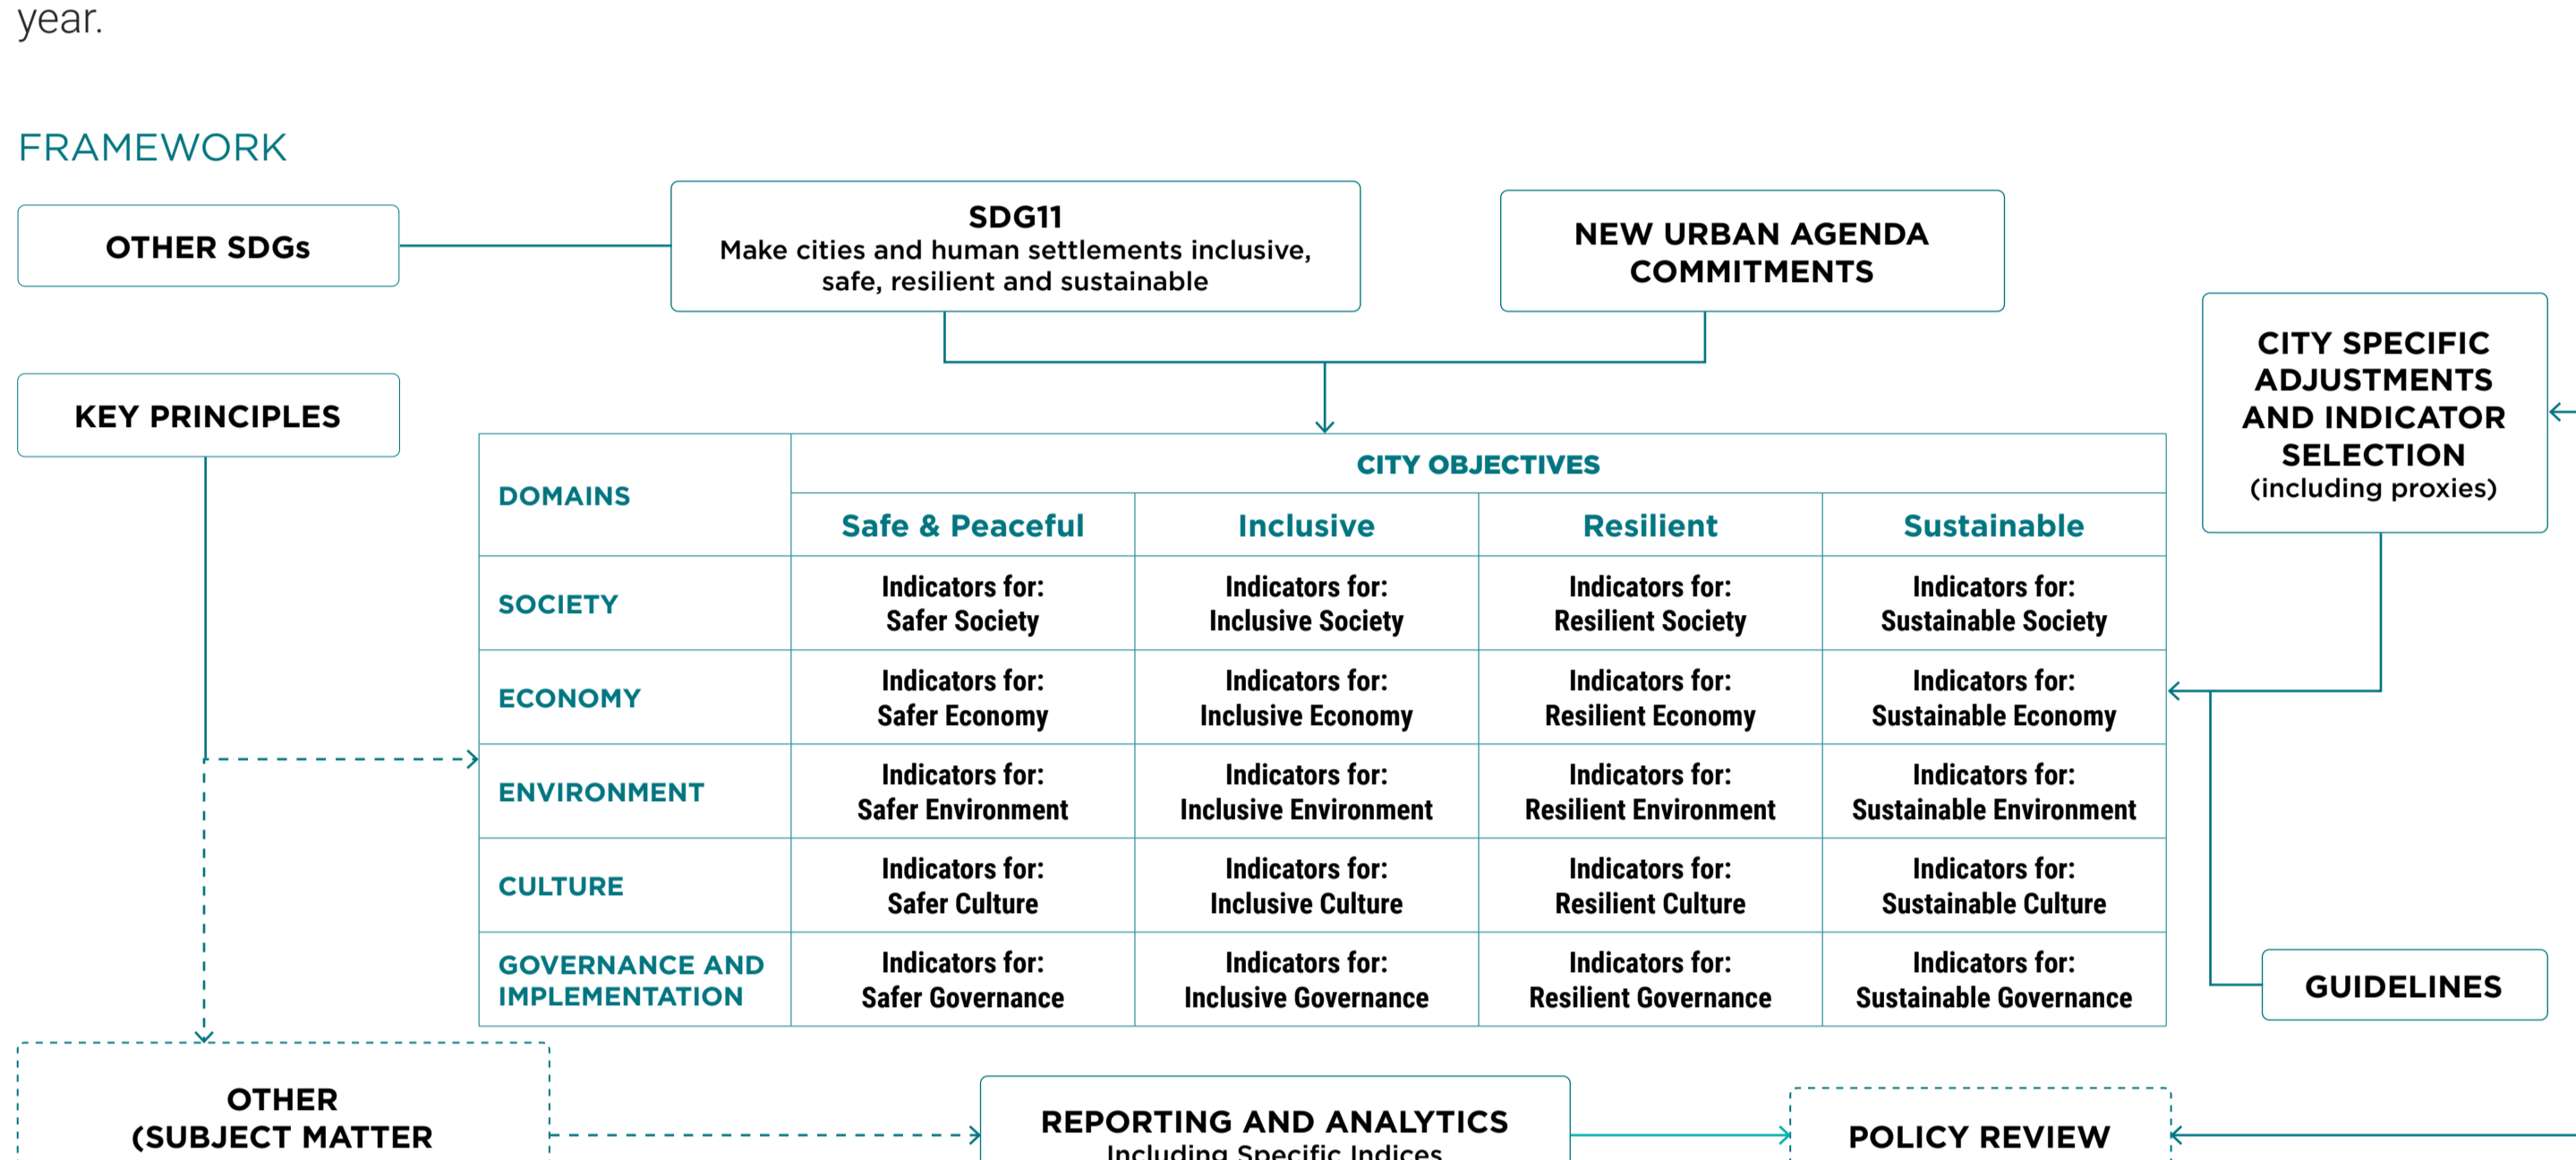 year.
FRAMEWORK
OTHER SDGs
SDG11
Make cities and human settlements inclusive,
safe, resilient and sustainable
NEW URBAN AGENDA
COMMITMENTS
CITY SPECIFIC
ADJUSTMENTS
AND INDICATOR
SELECTION
(including proxies)
KEY PRINCIPLES
DOMAINS
CITY OBJECTIVES
Safe & Peaceful
Inclusive
Resilient
Sustainable
SOCIETY
Indicators for:
Safer Society
Indicators for:
Inclusive Society
Indicators for:
Resilient Society
Indicators for:
Sustainable Society
ECONOMY
Indicators for:
Safer Economy
Indicators for:
Inclusive Economy
Indicators for:
Resilient Economy
Indicators for:
Sustainable Economy
ENVIRONMENT
Indicators for:
Safer Environment
Indicators for:
Inclusive Environment
Indicators for:
Resilient Environment
Indicators for:
Sustainable Environment
CULTURE
Indicators for:
Safer Culture
Indicators for:
Inclusive Culture
Indicators for:
Resilient Culture
Indicators for:
Sustainable Culture
GOVERNANCE AND
IMPLEMENTATION
Indicators for:
Safer Governance
Indicators for:
Inclusive Governance
Indicators for:
Resilient Governance
Indicators for:
Sustainable Governance
GUIDELINES
OTHER
(SUBJECT MATTER
REPORTING AND ANALYTICS
Including Specific Indices
POLICY REVIEW